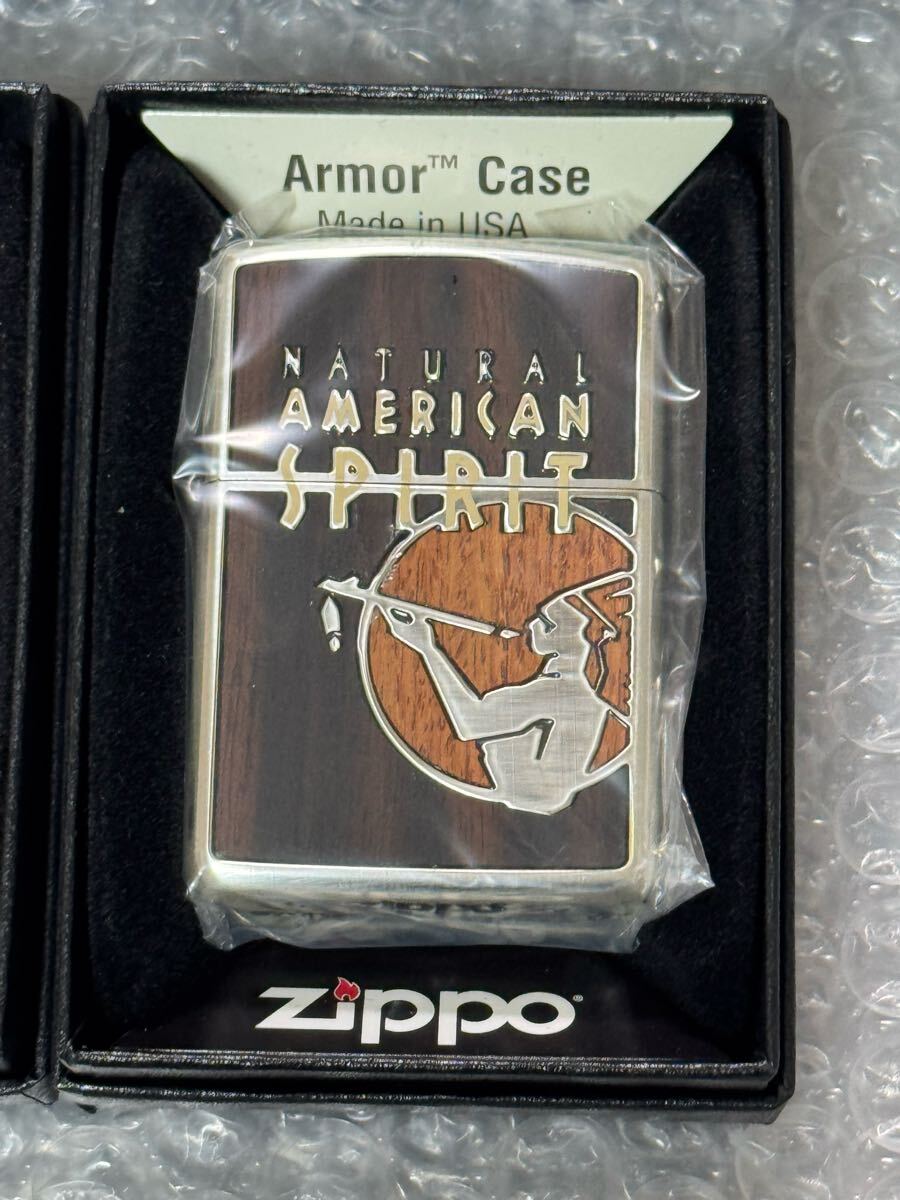 Armor™ Case
Made in USA
NATURAL
AMERICAN
SPIRIT
zippo®